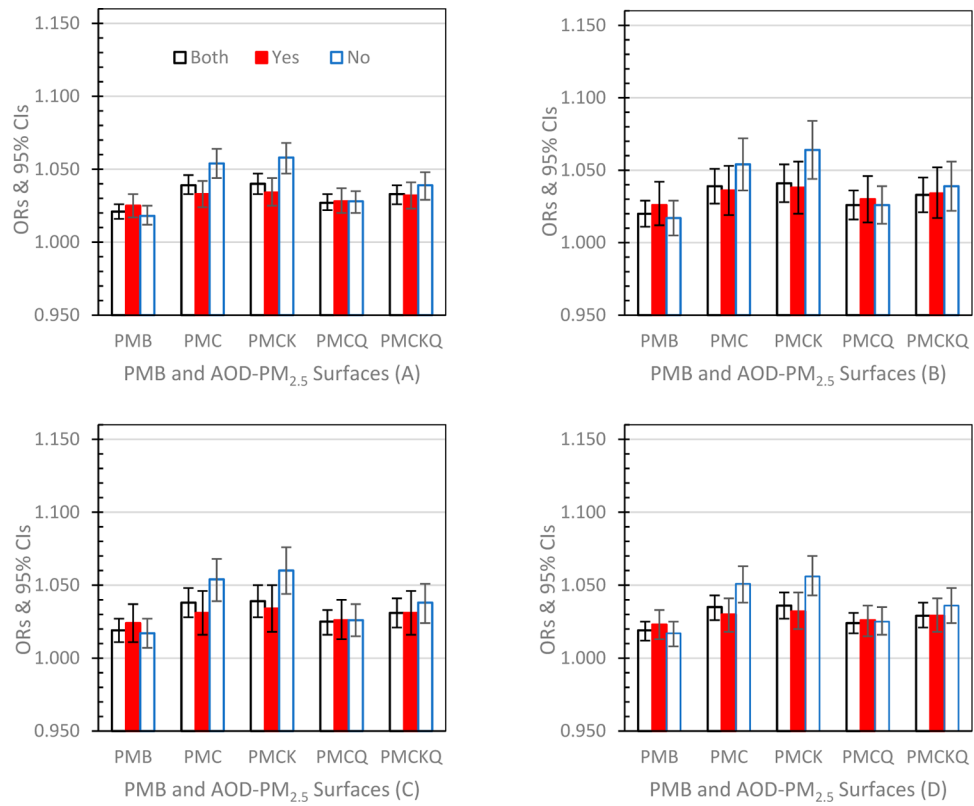 1.150
1.100
1.050
1.000
0.950
ORs & 95% CIs
Both Yes No
PMB PMC PMCK PMCQ PMCKQ
PMB and AOD-PM2.5 Surfaces (A)
1.150
1.100
1.050
1.000
0.950
ORs & 95% CIs
PMB PMC PMCK PMCQ PMCKQ
PMB and AOD-PM2.5 Surfaces (B)
1.150
1.100
1.050
1.000
0.950
ORs & 95% CIs
PMB PMC PMCK PMCQ PMCKQ
PMB and AOD-PM2.5 Surfaces (C)
1.150
1.100
1.050
1.000
0.950
ORs & 95% CIs
PMB PMC PMCK PMCQ PMCKQ
PMB and AOD-PM2.5 Surfaces (D)